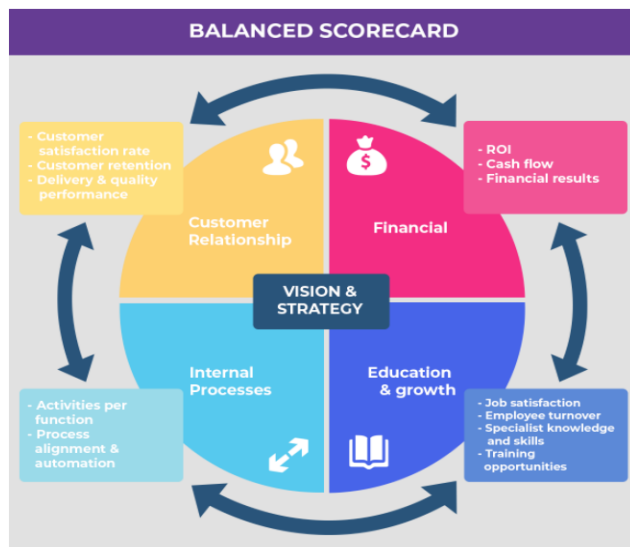 BALANCED SCORECARD
- Customer
satisfaction rate
- Customer retention
- Delivery & quality
performance
- ROI
- Cash flow
- Financial results
$
Customer
Relationship
Financial
VISION &
STRATEGY
Internal
Processes
Education
& growth
- Activities per
function
- Process
alignment &
automation
- Job satisfaction
- Employee turnover
- Specialist knowledge
and skills
- Training
opportunities